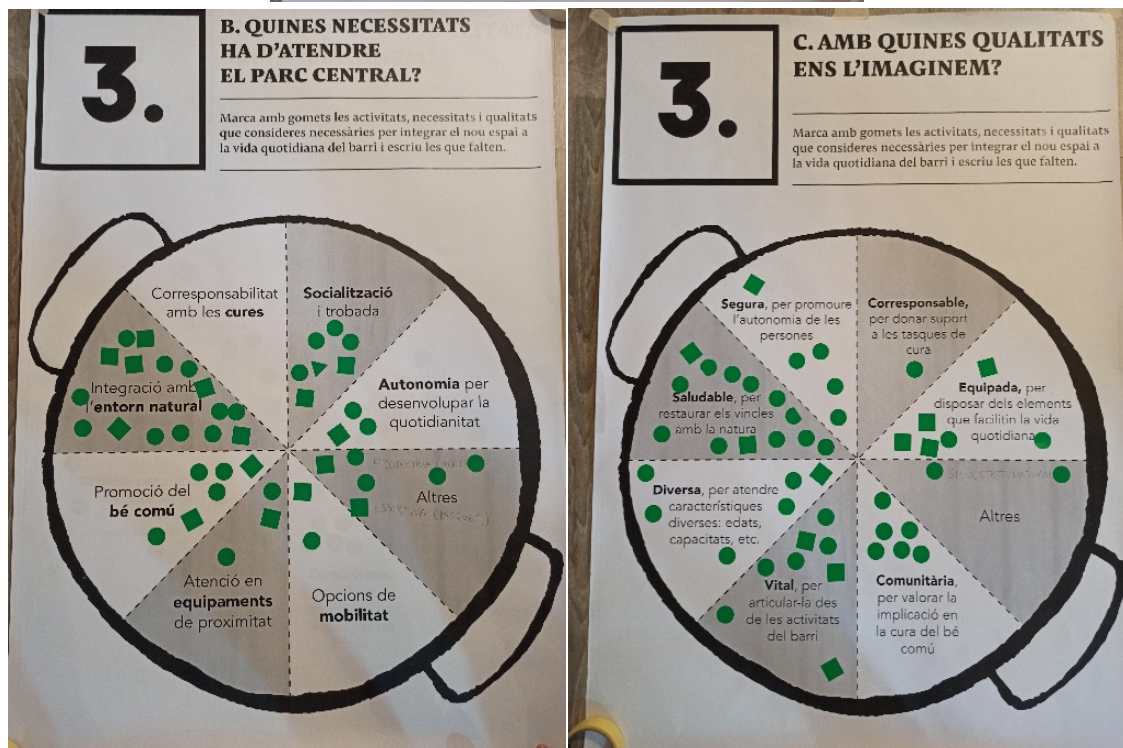 3.
B. QUINES NECESSITATS
HA D'ATENDRE
EL PARC CENTRAL?
Marca amb gomets les activitats, necessitats i qualitats
que consideres necessàries per integrar el nou espai a
la vida quotidiana del barri i escriu les que falten.
Corresponsabilitat
amb les cures
Socialització
i trobada
Integració amb
l'entorn natural
Autonomia per
desenvolupar la
quotidianitat
Promoció del
bé comú
Altres
Atenció en
equipaments
de proximitat
Opcions de
mobilitat
3.
C. AMB QUINES QUALITATS
ENS L'IMAGINEM?
Marca amb gomets les activitats, necessitats i qualitats
que consideres necessàries per integrar el nou espai a
la vida quotidiana del barri i escriu les que falten.
Segura, per promoure
l'autonomia de les
persones
Corresponsable,
per donar suport
a les tasques de
cura
Saludable, per
restaurar els vincles
amb la natura
Equipada, per
disposar dels elements
que facilitin la vida
quotidiana
Diversa, per atendre
característiques
diverses: edats,
capacitats, etc.
Altres
Vital, per
articular-la des
de les activitats
del barri
Comunitària,
per valorar la
implicació en
la cura del bé
comú